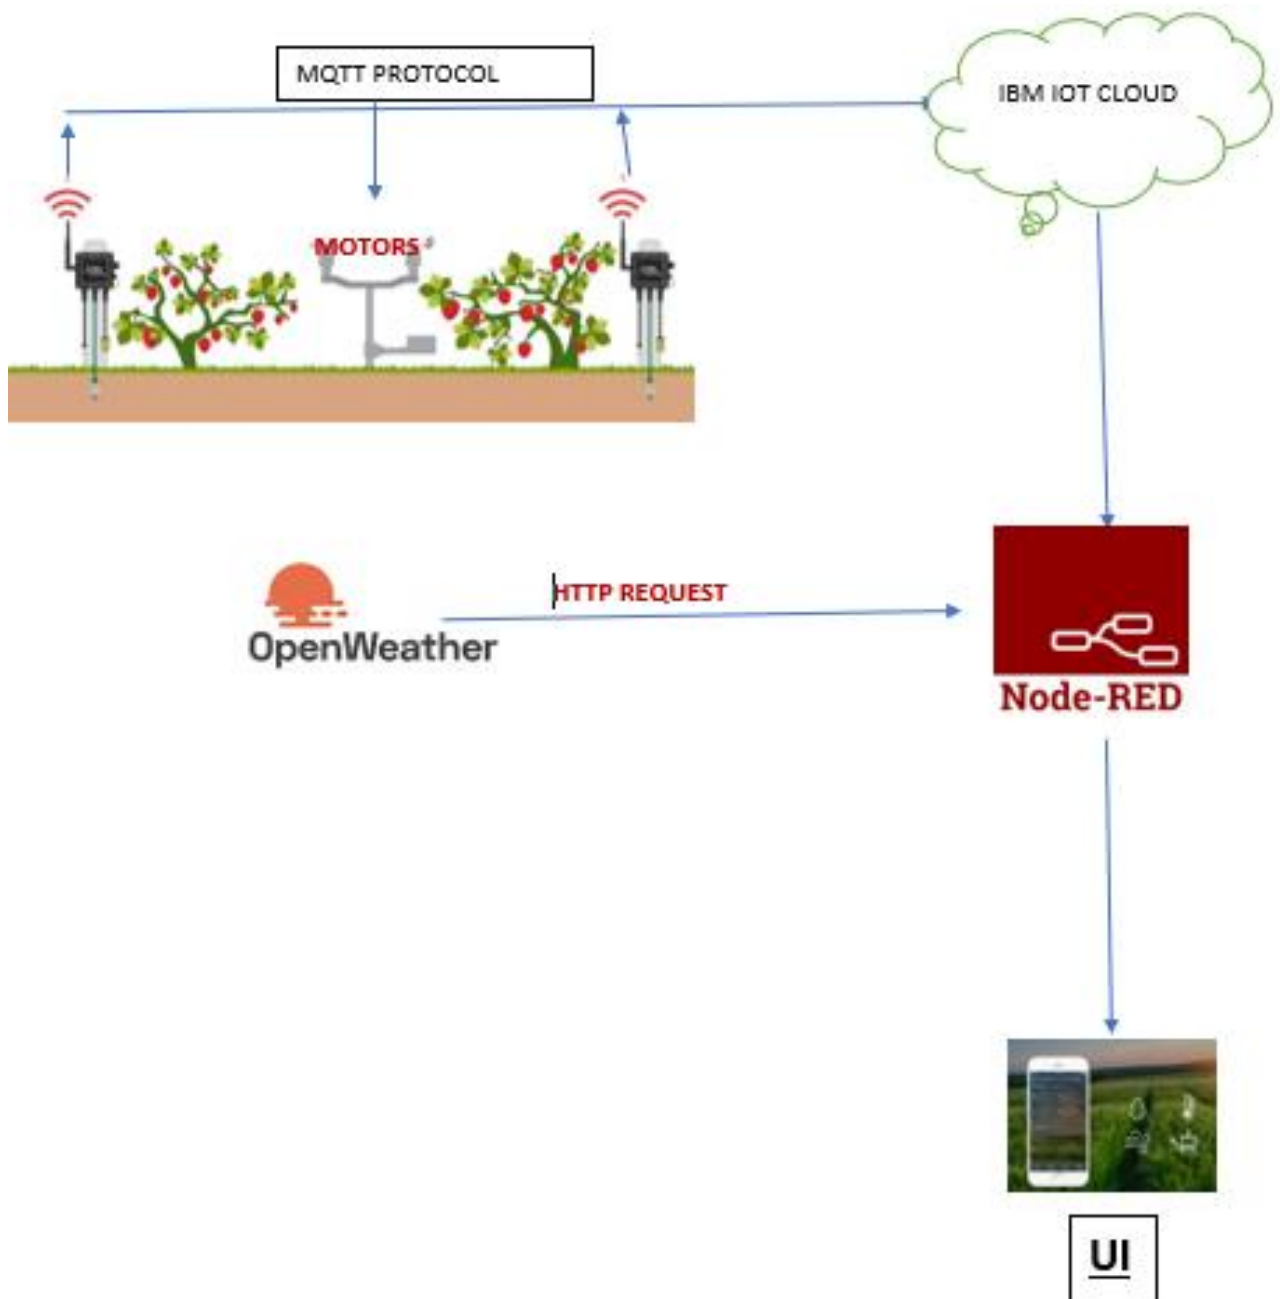 MQTT PROTOCOL
IBM IOT CLOUD
MOTORS
HTTP REQUEST
OpenWeather
Node-RED
UI